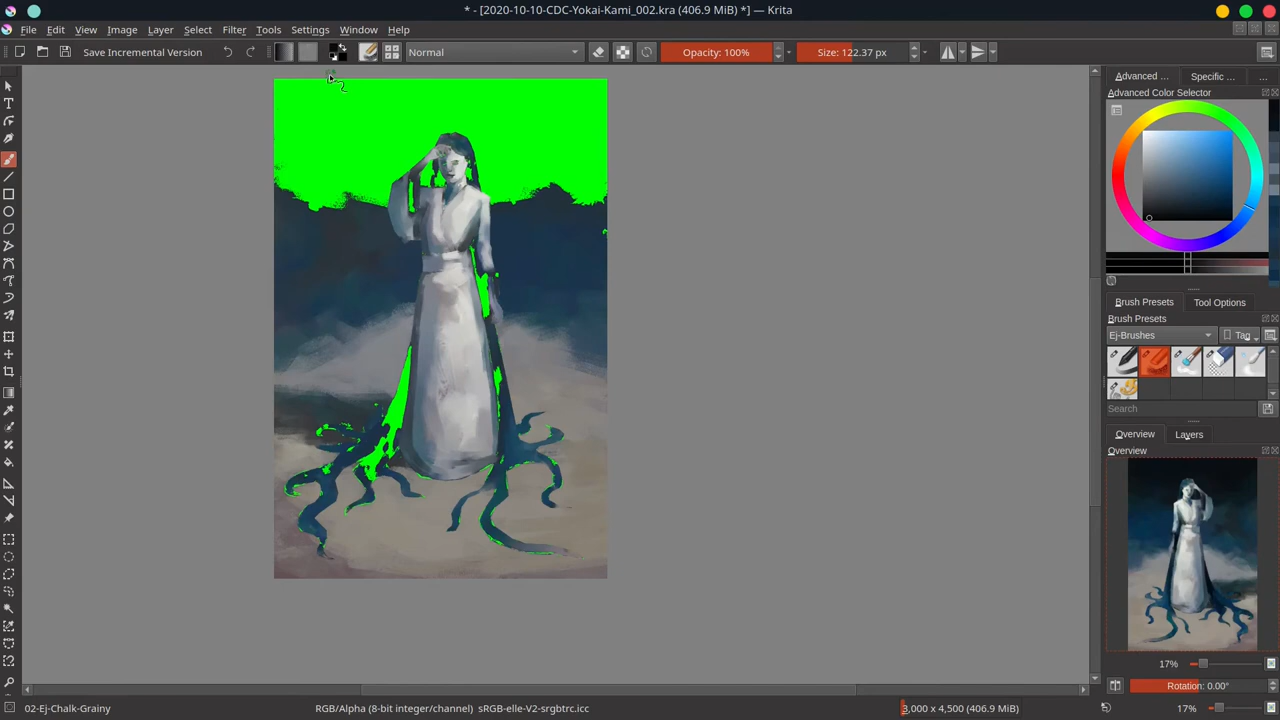 * - [2020-10-10-CDC-Yokai-Kami_002.kra (406.9 MiB) *] — Krita
File Edit View Image Layer Select Filter Tools Settings Window Help
Save Incremental Version Normal Opacity: 100% Size: 122.37 px
Advanced ... Specific ... ...
Advanced Color Selector
Brush Presets Tool Options
Brush Presets
Ej-Brushes Tag
Search
Overview Layers
Overview
17%
Rotation: 0.00°
02-Ej-Chalk-Grainy RGB/Alpha (8-bit integer/channel) sRGB-elle-V2-srgbtrc.icc 3,000 x 4,500 (406.9 MiB) 17%